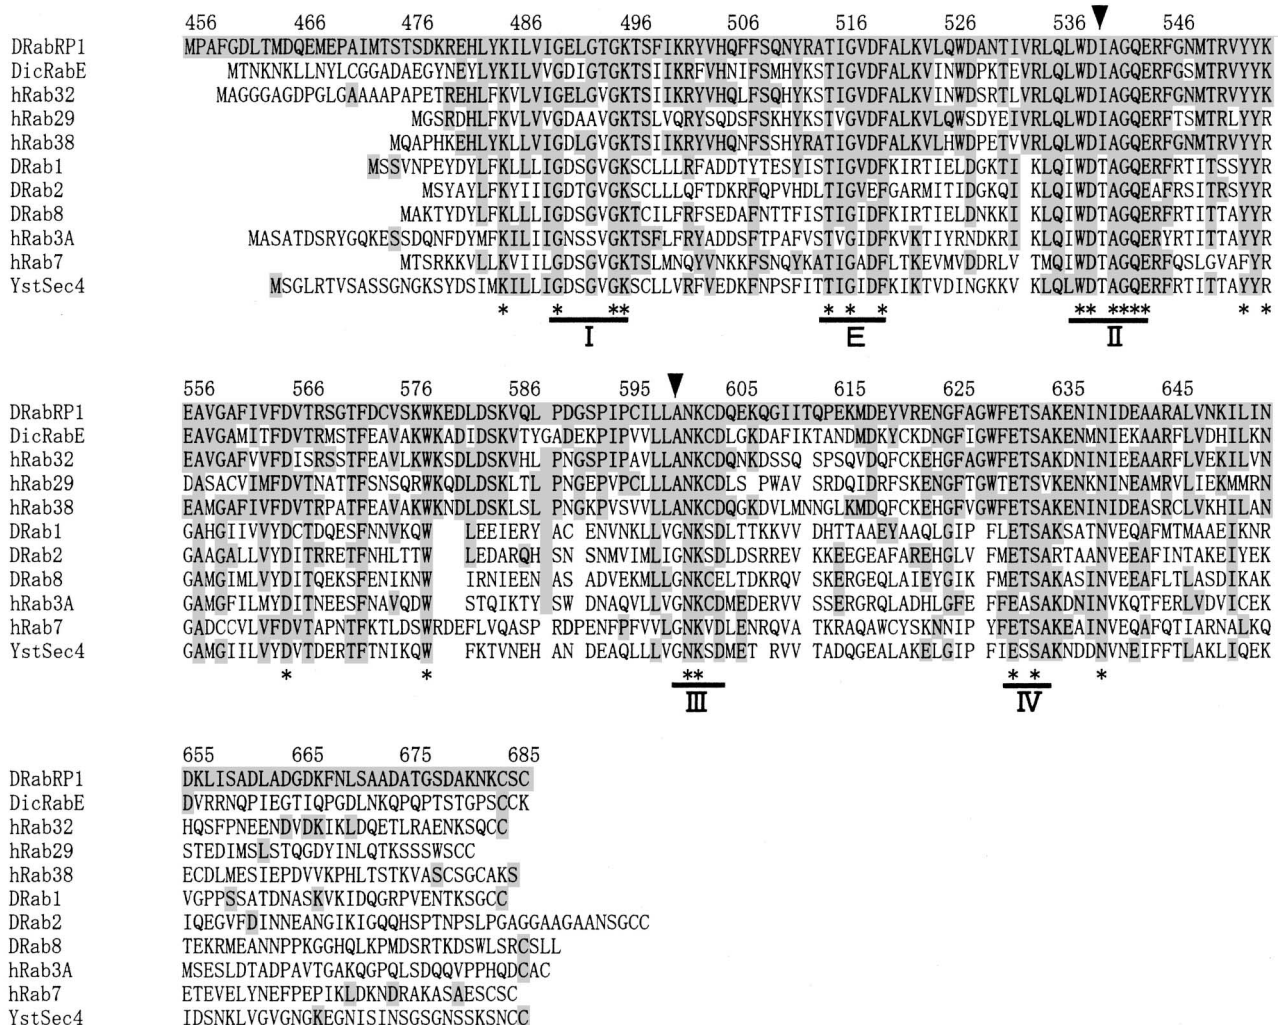 456 466 476 486 496 506 516 526 536 546
DRabRP1 MPAFGDLTMDQEMEPAIMTSTSDKREHLYKILVIGELGTGKTSFIKRYVHQFFSQNYRATIGVDFALKVLQWDANTIVRLQLWDIAGQERFGNMTRVYYK
DicRabE MTNKNKLLNYLCGGADAEGYNEYLYKILVVGDIGTGKTSIIKRFVHNIFSMHYKSTIGVDFALKVINWDPKTEVRLQLWDIAGQERFGSMTRVYYK
hRab32 MAGGGAGDPGLGAAAAPAPETREHLFKVLVIGELGVGKTSIIKRYVHQLFSQHYRATIGVDFALKVLNWDSRTLVRLQLWDIAGQERFGNMTRVYYK
hRab29 MGSRDHLFKVLVVGDAAVGKTSLVQRYSQDSFSKHYKSTVGVDFALKVLQWSDYEIVRLQLWDIAGQERFTSMTRLYYR
hRab38 MQAPHKEHLYKLLVIGDLGVGKTSIIKRYVHQNFSSHYRATIGVDFALKVLHWDPETVVRLQLWDIAGQERFGNMTRVYYR
DRab1 MSSVNPEYDYLFKLLLIGDSGVGKSCLLLRFADDTYTESYISTIGVDFKIRTIELDGKTI KLQIWDTAGQERFRTITSSYYR
DRab2 MSYAYLFKYIIIGDTGVGKSCLLLQFTDKRFQPVHDLTIGVEFGARMITIDGKQI KLQIWDTAGQEAFRSITRSYYR
DRab8 MAKTYDYLFKLLLIGDSGVGKTCILFRFSEDAFNTTFISTIGIDFKIRTIELDNKKI KLQIWDTAGQERFRTITTAYYR
hRab3A MASATDSRYGQKESSDQNFDYMFKILIIGNSSVGKTSFLFRYADDSFTPAFVSTVGIDFKVKTIYRNDKRI KLQIWDTAGQERYRTITTAYYR
hRab7 MTSRKKVLLKVIILGDSGVGKTSLMNQYVNKKFSNQYKATIGADFLTKEVMVDDRLV TMQIWDTAGQERFQSLGVAFYR
YstSec4 MSGLRTVSASSGNGKSYDSIMKILLIGDSGVGKSCLLVRFVEDKFNPSFITTIGIDFKIKTVDINGKKV KLQLWDTAGQERFRTITTAYYR
* * ** * * * ** **** * *
I E II
556 566 576 586 595 605 615 625 635 645
DRabRP1 EAVGAFIVFDVTRSGTFDCVSKWKEDLDSKVQL PDGSPIPCILLANKCDQEKQGIITQPEKMDEYVRENGFAGWFETSAKENINIDEAARALVNKILIN
DicRabE EAVGAMITFDVTRMSTFEAVAKWKADIDSKVTYGADEKPIPVVLLANKCDLGKDAFIKTANDMDKYCKDNGFIGWFETSAKENMNIEKAARFLVDHILKN
hRab32 EAVGAFVVFDISRSSTFEAVLKWKSDLDSKVHL PNGSPIPAVLLANKCDQNKDSSQ SPSQVDQFCKEHGFAGWFETSAKDNINIEEAARFLVEKILVN
hRab29 DASACVIMFDVTNATTFSNSQRWKQDLDSKLTL PNGEPVPCLLLANKCDLS PWAV SRDQIDRFSKENGFTGWTETSVKENKNINEAMRVLIEKMMRN
hRab38 EAMGAFIVFDVTRPATFEAVAKWKNDLDSKLSL PNGKPVSVVLLANKCDQGKDVLMNNGLKMDQFCKEHGFVGWFETSAKENINIDEASRCLVKHILAN
DRab1 GAHGIIVVYDCTDQESFNNVKQW LEEIERY AC ENVNKLLVGNKSDLTTKKVV DHTTAAEYAAQLGIP FLETSAKSATNVEQAFMTMAAEIKNR
DRab2 GAAGALLVYDITRRETFNHLTTW LEDARQH SN SNMVIMLIGNKSDLDSRREV KKEEGEAFAREHGLV FMETSARTAANVEEAFINTAKEIYEK
DRab8 GAMGIMLVYDITQEKSFENIKNW IRNIEEN AS ADVEKMLLGNKCELTDKRQV SKERGEQLAIEYGIK FMETSAKASINVEEAFLTLASDIKAK
hRab3A GAMGFILMYDITNEESFNAVQDW STQIKTY SW DNAQVLLVGNKCDMEDERVV SSERGRQLADHLGFE FFEASAKDNINVKQTFERLVDVICEK
hRab7 GADCCVLVFDVTAPNTFKTLDSWRDEFLVQASP RDPENFPFVVLGNKVDLENRQVA TKRAQAWCYSKNNIP YFETSAKEAINVEQAFQTIARNALKQ
YstSec4 GAMGIILVYDVTDERTFTNIKQW FKTVNEH AN DEAQLLLVGNKSDMET RVV TADQGEALAKELGIP FIESSAKNDDNVNEIFFTLAKLIQEK
* * ** * * *
III IV
655 665 675 685
DRabRP1 DKLISADLADGDKFNLSAADATGSDAKNKCSC
DicRabE DVRRNQPIEGTIQPGDLNKQPQPTSTGPSCCK
hRab32 HQSFPNEENDVDKIKLDQETLRAENKSQCC
hRab29 STEDIMSLSTQGDYINLQTKSSSWSCC
hRab38 ECDLMESIEPDVVKPHLTSTKVASCSGCAKS
DRab1 VGPPSSATDNASKVKIDQGRPVENTKSGCC
DRab2 IQEGVFDINNEANGIKIGQQHSPTNPSLPGAGGAAGAANSGCC
DRab8 TEKRMEANNPPKGGHQLKPMDSRTKDSWLSRCSLL
hRab3A MSESLDTADPAVTGAKQGPQLSDQQVPPHQDCAC
hRab7 ETEVELYNEFPEPIKLDKNDRAKASAESCSC
YstSec4 IDSNKLVGVGNGKEGNISINSGSGNSSKSNCC